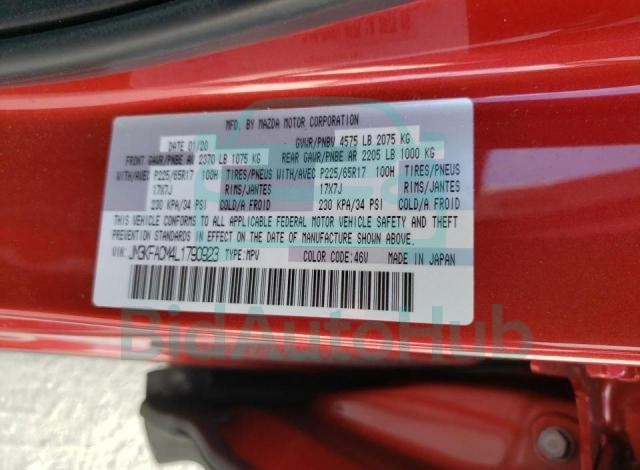 MFD. BY MAZDA MOTOR CORPORATION
DATE 01/20 GVWR/PNBV 4575 LB 2075 KG
FRONT GAWR/PNBE AR 2370 LB 1075 KG REAR GAWR/PNBE AR 2205 LB 1000 KG
WITH/AVEC P225/65R17 100H TIRES/PNEUS WITH/AVEC P225/65R17 100H TIRES/PNEUS
17X7J RIMS/JANTES 17X7J RIMS/JANTES
230 KPA/34 PSI COLD/A FROID 230 KPA/34 PSI COLD/A FROID
THIS VEHICLE CONFORMS TO ALL APPLICABLE FEDERAL MOTOR VEHICLE SAFETY AND THEFT
PREVENTION STANDARDS IN EFFECT ON THE DATE OF MANUFACTURE SHOWN ABOVE.
VIN: JM3KFACM4L1790923 TYPE:MPV COLOR CODE:46V MADE IN JAPAN
BidAutoHub